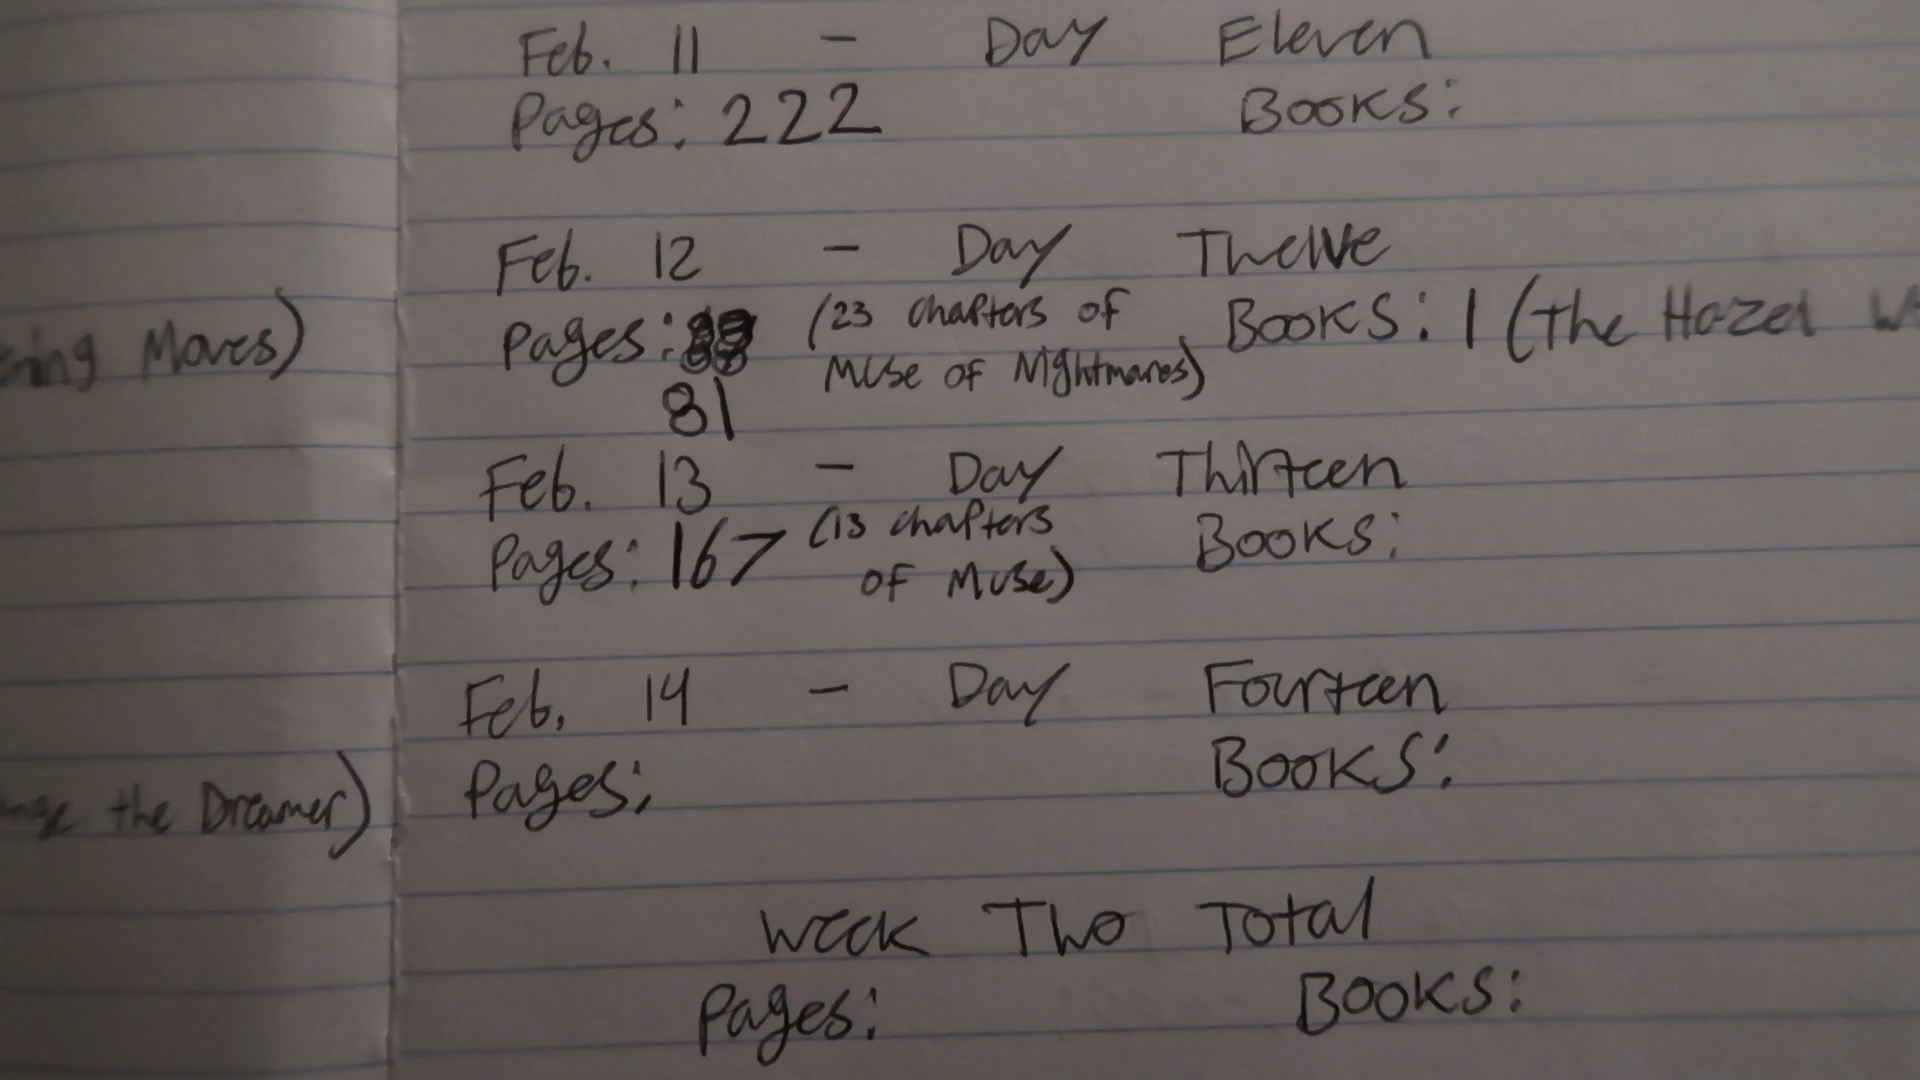 Feb. 11 - Day Eleven
Pages: 222 Books:
Feb. 12 - Day Twelve
Pages: (23 chapters of Muse of Nightmares) Books: 1 (The Hazel
81
Feb. 13 - Day Thirteen
Pages: 167 (13 chapters of Muse) Books:
Feb. 14 - Day Fourteen
Pages: Books:
Week Two Total
Pages: Books:
Moves)
the Dreamer)